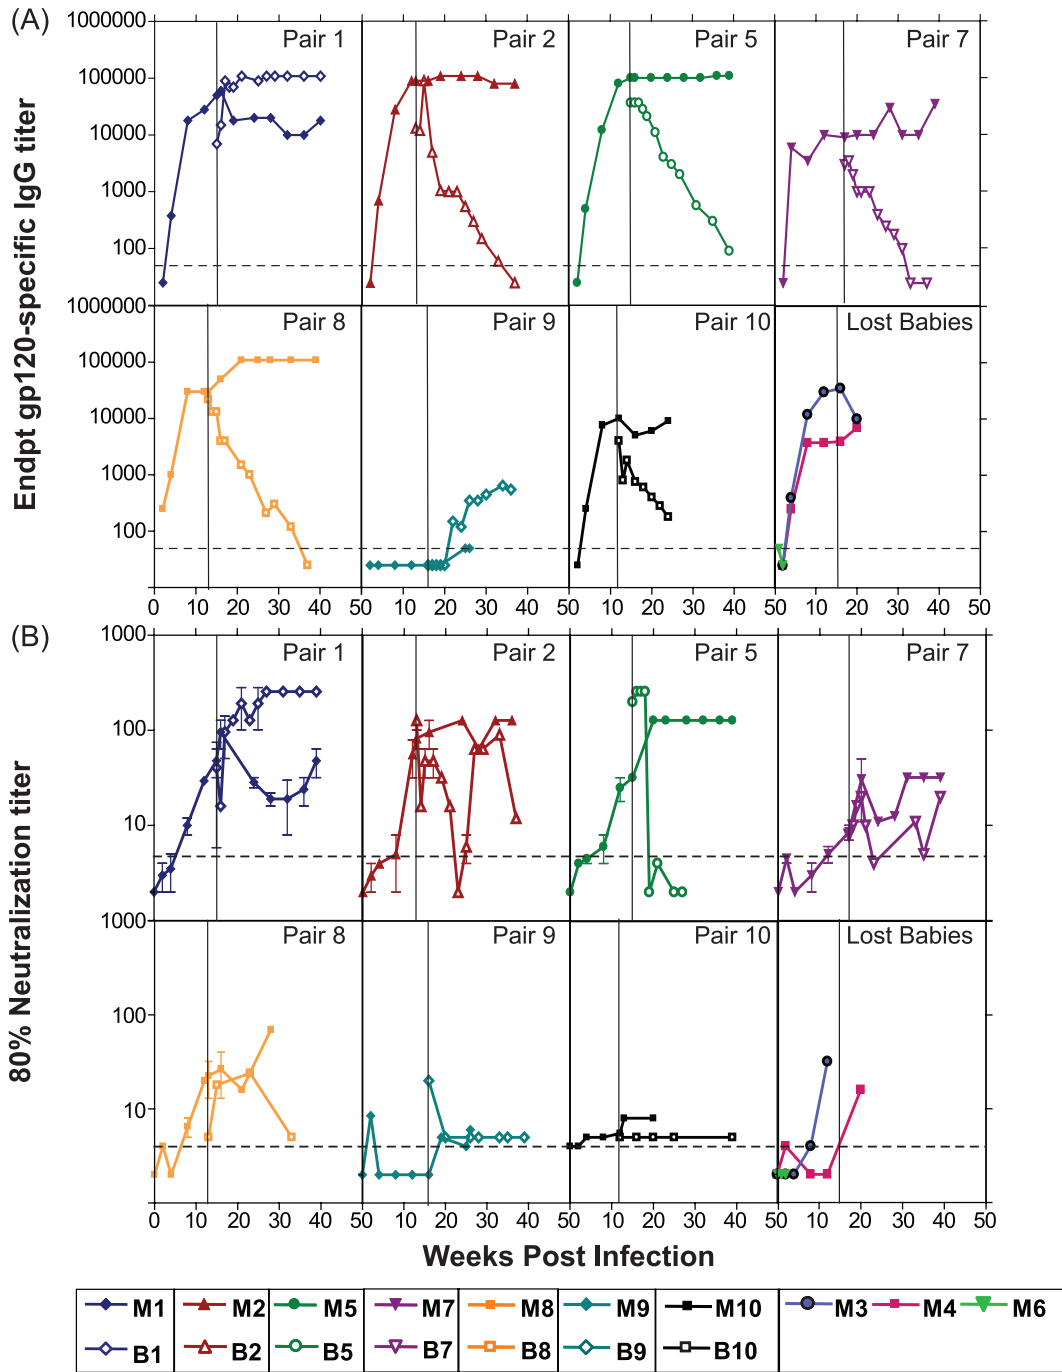 (A)
Endpt gp120-specific IgG titer
1000000
100000
10000
1000
100
Pair 1
Pair 2
Pair 5
Pair 7
1000000
100000
10000
1000
100
Pair 8
Pair 9
Pair 10
Lost Babies
0 10 20 30 40 50 10 20 30 40 50 10 20 30 40 50 10 20 30 40 50
(B)
80% Neutralization titer
1000
100
10
Pair 1
Pair 2
Pair 5
Pair 7
1000
100
10
Pair 8
Pair 9
Pair 10
Lost Babies
0 10 20 30 40 50 10 20 30 40 50 10 20 30 40 50 10 20 30 40 50
Weeks Post Infection
M1 M2 M5 M7 M8 M9 M10 M3 M4 M6
B1 B2 B5 B7 B8 B9 B10